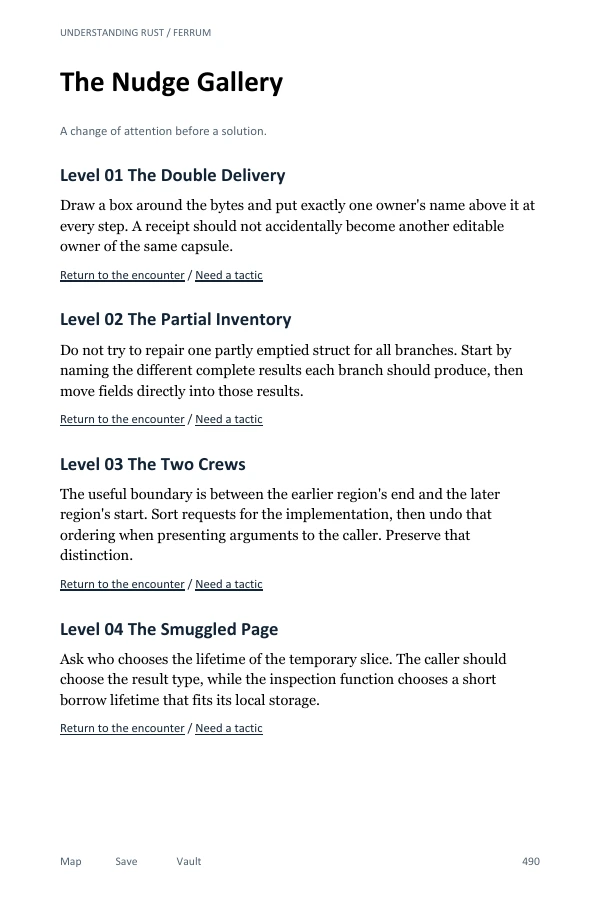 UNDERSTANDING RUST / FERRUM
The Nudge Gallery
A change of attention before a solution.
Level 01 The Double Delivery
Draw a box around the bytes and put exactly one owner's name above it at
every step. A receipt should not accidentally become another editable
owner of the same capsule.
Return to the encounter / Need a tactic
Level 02 The Partial Inventory
Do not try to repair one partly emptied struct for all branches. Start by
naming the different complete results each branch should produce, then
move fields directly into those results.
Return to the encounter / Need a tactic
Level 03 The Two Crews
The useful boundary is between the earlier region's end and the later
region's start. Sort requests for the implementation, then undo that
ordering when presenting arguments to the caller. Preserve that
distinction.
Return to the encounter / Need a tactic
Level 04 The Smuggled Page
Ask who chooses the lifetime of the temporary slice. The caller should
choose the result type, while the inspection function chooses a short
borrow lifetime that fits its local storage.
Return to the encounter / Need a tactic
Map Save Vault 490